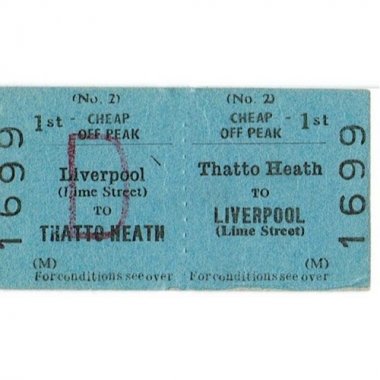 (No. 2)
1st - CHEAP
OFF PEAK
Liverpool
(Lime Street)
TO
THATTO HEATH
(M)
For conditions see over
1699
D
(No. 2)
CHEAP - 1st
OFF PEAK
Thatto Heath
TO
LIVERPOOL
(Lime Street)
(M)
For conditions see over
1699